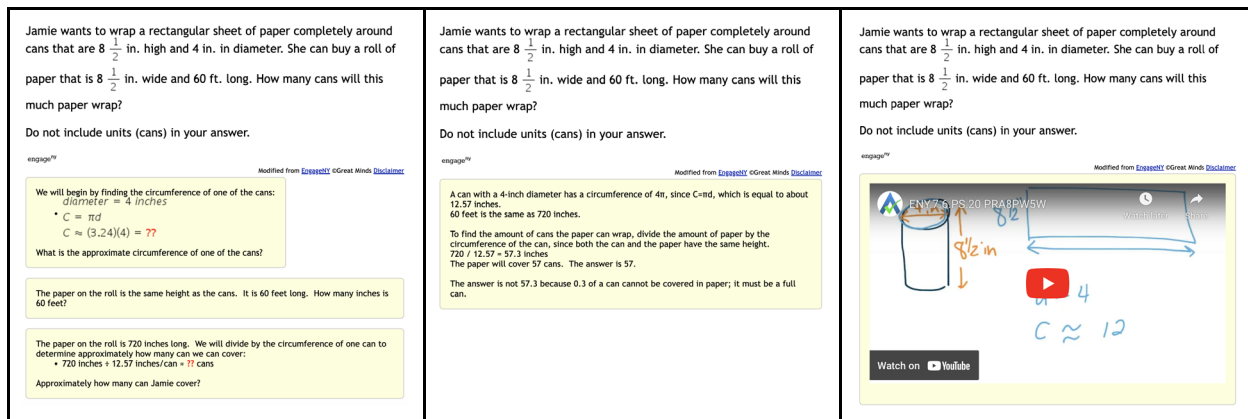 Jamie wants to wrap a rectangular sheet of paper completely around
cans that are 8 1/2 in. high and 4 in. in diameter. She can buy a roll of
paper that is 8 1/2 in. wide and 60 ft. long. How many cans will this
much paper wrap?
Do not include units (cans) in your answer.
engageNY
Modified from EngageNY ©Great Minds Disclaimer
We will begin by finding the circumference of one of the cans:
diameter = 4 inches
• C = πd
C ≈ (3.24)(4) = ??
What is the approximate circumference of one of the cans?
The paper on the roll is the same height as the cans. It is 60 feet long. How many inches is
60 feet?
The paper on the roll is 720 inches long. We will divide by the circumference of one can to
determine approximately how many can we can cover:
• 720 inches ÷ 12.57 inches/can = ?? cans
Approximately how many can Jamie cover?
Jamie wants to wrap a rectangular sheet of paper completely around
cans that are 8 1/2 in. high and 4 in. in diameter. She can buy a roll of
paper that is 8 1/2 in. wide and 60 ft. long. How many cans will this
much paper wrap?
Do not include units (cans) in your answer.
engageNY
Modified from EngageNY ©Great Minds Disclaimer
A can with a 4-inch diameter has a circumference of 4π, since C=πd, which is equal to about
12.57 inches.
60 feet is the same as 720 inches.
To find the amount of cans the paper can wrap, divide the amount of paper by the
circumference of the can, since both the can and the paper have the same height.
720 / 12.57 = 57.3 inches
The paper will cover 57 cans. The answer is 57.
The answer is not 57.3 because 0.3 of a can cannot be covered in paper; it must be a full
can.
Jamie wants to wrap a rectangular sheet of paper completely around
cans that are 8 1/2 in. high and 4 in. in diameter. She can buy a roll of
paper that is 8 1/2 in. wide and 60 ft. long. How many cans will this
much paper wrap?
Do not include units (cans) in your answer.
engageNY
Modified from EngageNY ©Great Minds Disclaimer
ENY.7.6.PS.20 PRA8PW5W
Watch later
Share
4 in
8 1/2"
8 1/2 in
4
C ≈ 12
Watch on YouTube